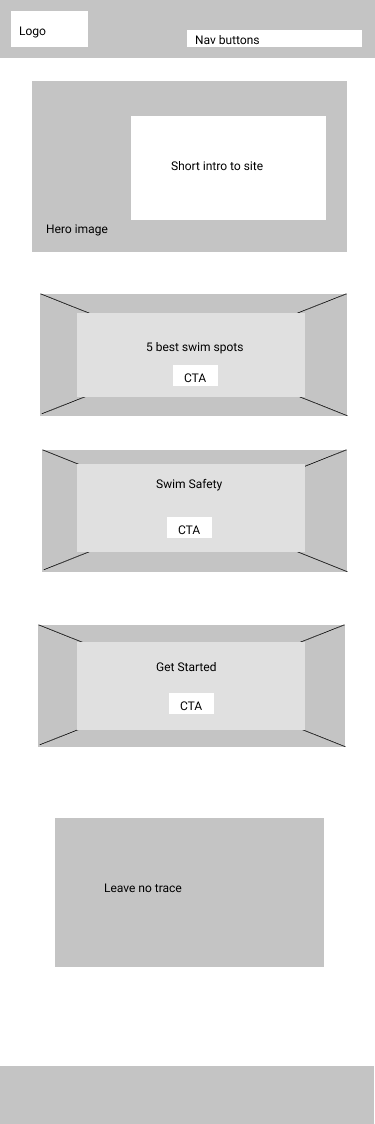 Logo
Nav buttons
Short intro to site
Hero image
5 best swim spots
CTA
Swim Safety
CTA
Get Started
CTA
Leave no trace